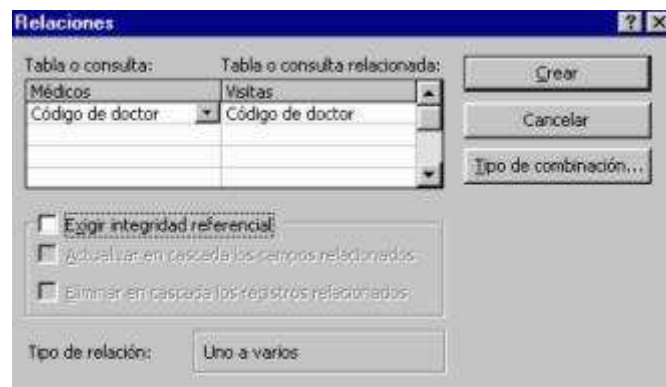 Relaciones
Tabla o consulta: Tabla o consulta relacionada:
Médicos Visitas
Código de doctor Código de doctor
Crear
Cancelar
Tipo de combinación...
Exigir integridad referencial
Actualizar en cascada los campos relacionados
Eliminar en cascada los registros relacionados
Tipo de relación: Uno a varios